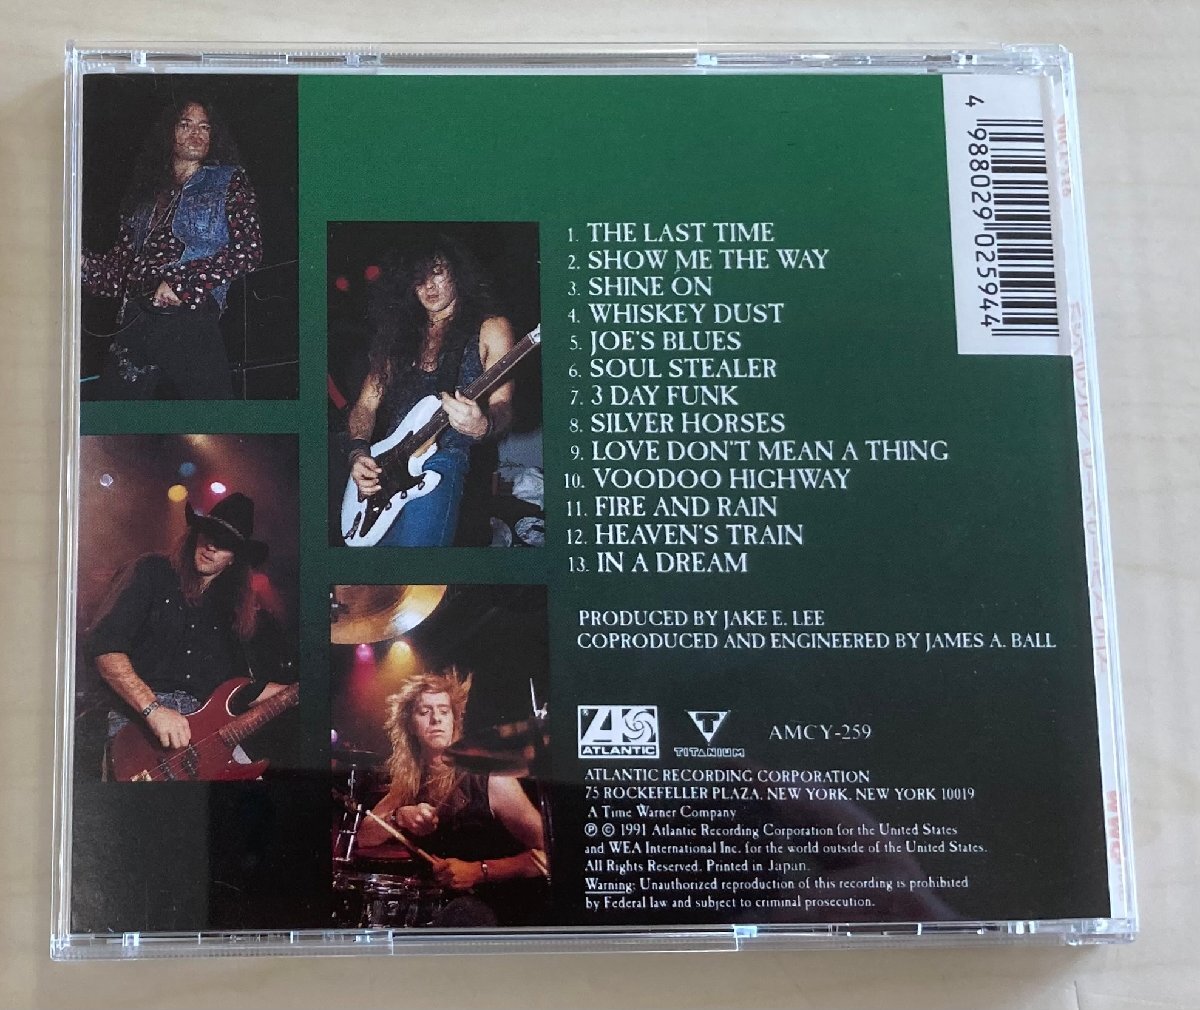 1. THE LAST TIME
2. SHOW ME THE WAY
3. SHINE ON
4. WHISKEY DUST
5. JOE'S BLUES
6. SOUL STEALER
7. 3 DAY FUNK
8. SILVER HORSES
9. LOVE DON'T MEAN A THING
10. VOODOO HIGHWAY
11. FIRE AND RAIN
12. HEAVEN'S TRAIN
13. IN A DREAM
PRODUCED BY JAKE E. LEE
COPRODUCED AND ENGINEERED BY JAMES A. BALL
ATLANTIC
TITANIUM
AMCY-259
ATLANTIC RECORDING CORPORATION
75 ROCKEFELLER PLAZA, NEW YORK, NEW YORK 10019
A Time Warner Company
℗ © 1991 Atlantic Recording Corporation for the United States
and WEA International Inc. for the world outside of the United States.
All Rights Reserved. Printed in Japan.
Warning: Unauthorized reproduction of this recording is prohibited
by Federal law and subject to criminal prosecution.
4 988029 025944